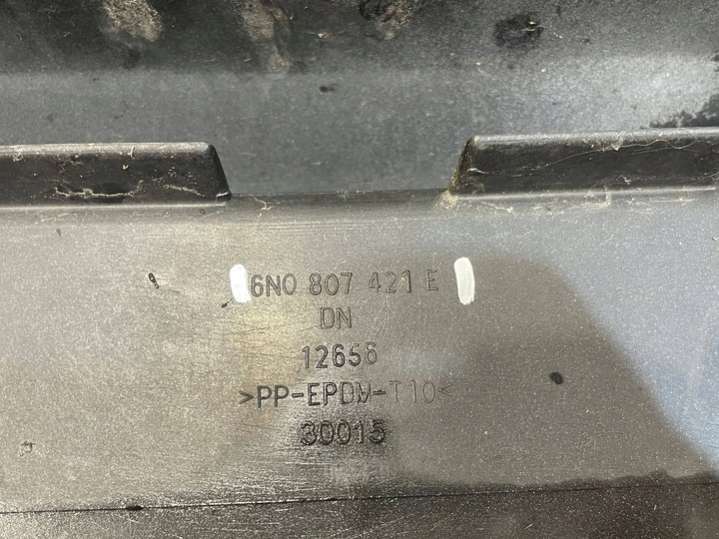 6N0 807 421 E
DN
12656
>PP-EPDM-T10<
30015